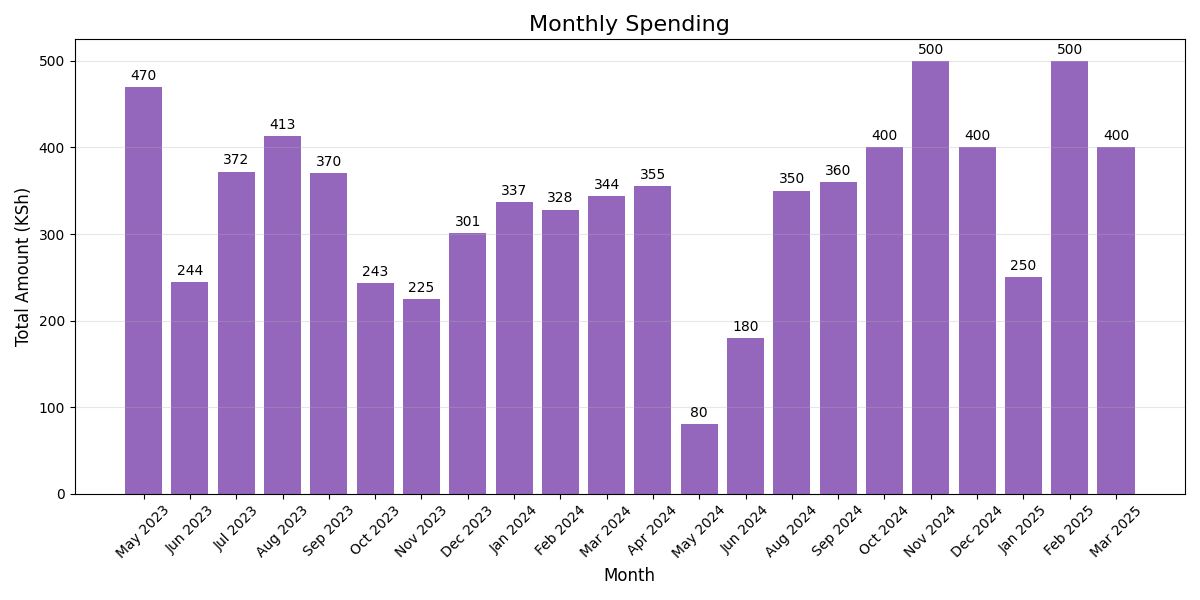 Monthly Spending
Total Amount (KSh)
500
400
300
200
100
0
470
244
372
413
370
243
225
301
337
328
344
355
80
180
350
360
400
500
400
250
500
400
May 2023
Jun 2023
Jul 2023
Aug 2023
Sep 2023
Oct 2023
Nov 2023
Dec 2023
Jan 2024
Feb 2024
Mar 2024
Apr 2024
May 2024
Jun 2024
Aug 2024
Sep 2024
Oct 2024
Nov 2024
Dec 2024
Jan 2025
Feb 2025
Mar 2025
Month